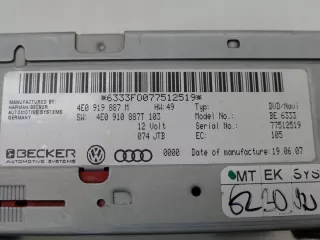 *6333F0077512519*
MANUFACTURED BY
HARMAN/BECKER
AUTOMOTIVE SYSTEMS
GERMANY
4E0 919 887 M HW:49 Typ: DVD/Navi
SW: 4E0 910 887T 103 Model No.: BE 6333
12 Volt Serial No.: 77512519
074 JTB EC: 105
BECKER
AUTOMOTIVE SYSTEMS
Audi 0000 Date of manufacture: 19.06.07
MT EK SYS